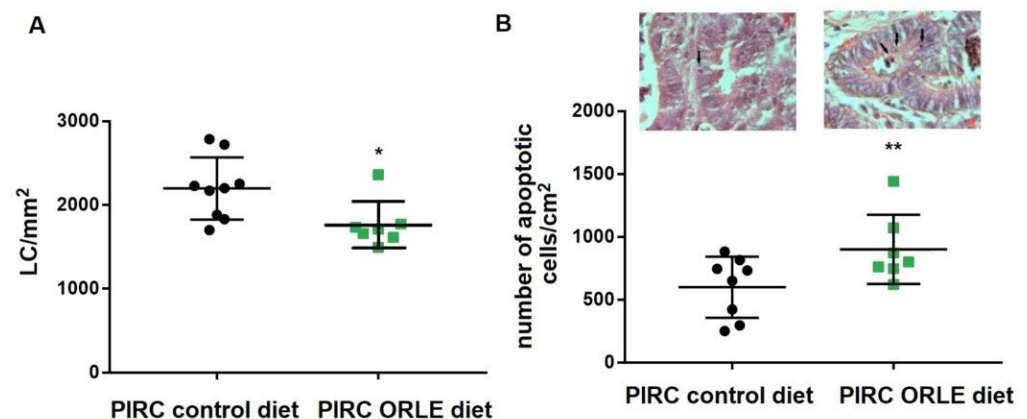 A
LC/mm²
3000
2000
1000
0
*
PIRC control diet
PIRC ORLE diet
B
number of apoptotic
cells/cm²
2000
1500
1000
500
0
**
PIRC control diet
PIRC ORLE diet